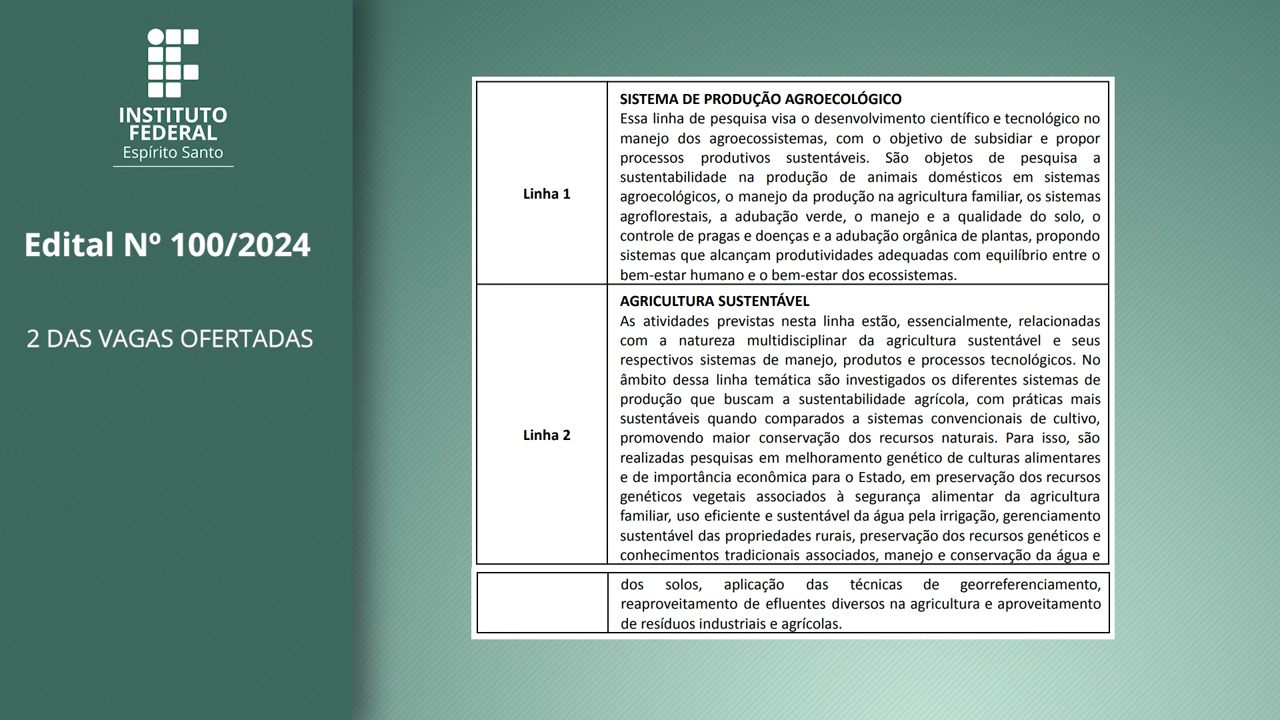 INSTITUTO
FEDERAL
Espírito Santo
Edital Nº 100/2024
2 DAS VAGAS OFERTADAS
Linha 1
SISTEMA DE PRODUÇÃO AGROECOLÓGICO
Essa linha de pesquisa visa o desenvolvimento científico e tecnológico no
manejo dos agroecossistemas, com o objetivo de subsidiar e propor
processos produtivos sustentáveis. São objetos de pesquisa a
sustentabilidade na produção de animais domésticos em sistemas
agroecológicos, o manejo da produção na agricultura familiar, os sistemas
agroflorestais, a adubação verde, o manejo e a qualidade do solo, o
controle de pragas e doenças e a adubação orgânica de plantas, propondo
sistemas que alcançam produtividades adequadas com equilíbrio entre o
bem-estar humano e o bem-estar dos ecossistemas.
Linha 2
AGRICULTURA SUSTENTÁVEL
As atividades previstas nesta linha estão, essencialmente, relacionadas
com a natureza multidisciplinar da agricultura sustentável e seus
respectivos sistemas de manejo, produtos e processos tecnológicos. No
âmbito dessa linha temática são investigados os diferentes sistemas de
produção que buscam a sustentabilidade agrícola, com práticas mais
sustentáveis quando comparados a sistemas convencionais de cultivo,
promovendo maior conservação dos recursos naturais. Para isso, são
realizadas pesquisas em melhoramento genético de culturas alimentares
e de importância econômica para o Estado, em preservação dos recursos
genéticos vegetais associados à segurança alimentar da agricultura
familiar, uso eficiente e sustentável da água pela irrigação, gerenciamento
sustentável das propriedades rurais, preservação dos recursos genéticos e
conhecimentos tradicionais associados, manejo e conservação da água e
dos solos, aplicação das técnicas de georreferenciamento,
reaproveitamento de efluentes diversos na agricultura e aproveitamento
de resíduos industriais e agrícolas.